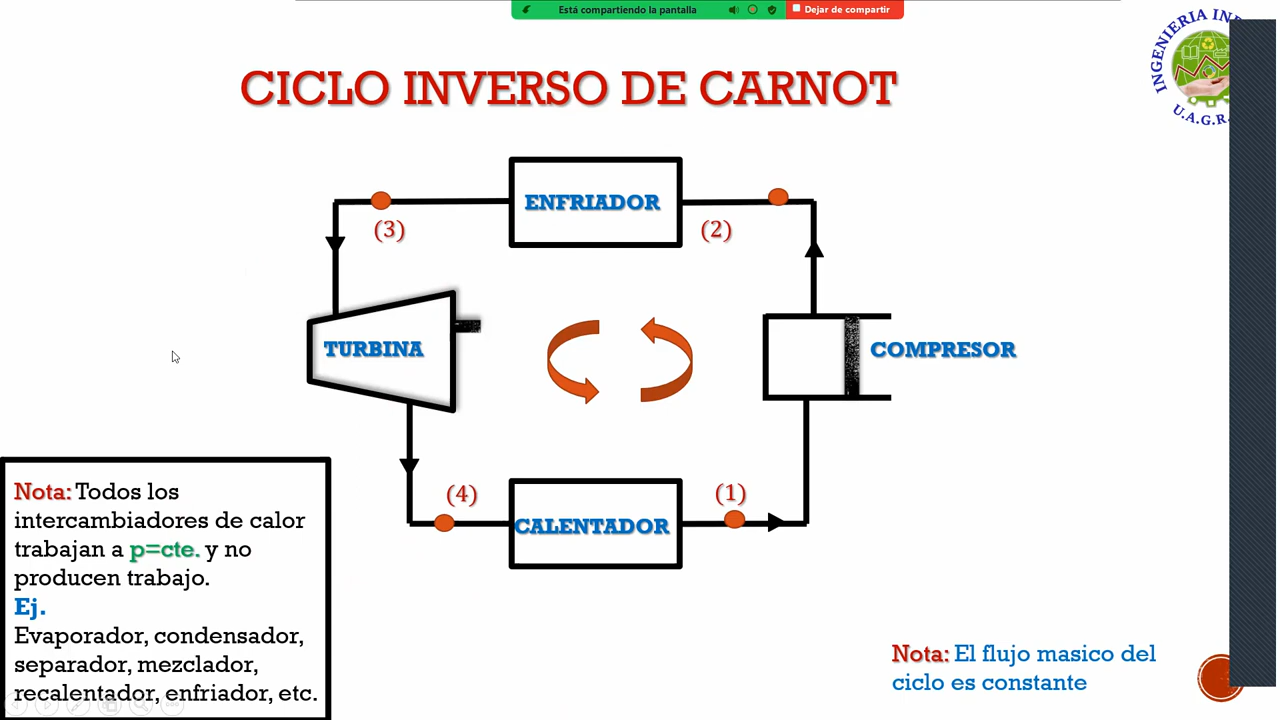 Está compartiendo la pantalla
Dejar de compartir
INGENIERIA
U.A.G.R.
CICLO INVERSO DE CARNOT
ENFRIADOR
(3)
(2)
TURBINA
COMPRESOR
(4)
(1)
CALENTADOR
Nota: Todos los
intercambiadores de calor
trabajan a p=cte. y no
producen trabajo.
Ej.
Evaporador, condensador,
separador, mezclador,
recalentador, enfriador, etc.
Nota: El flujo masico del
ciclo es constante